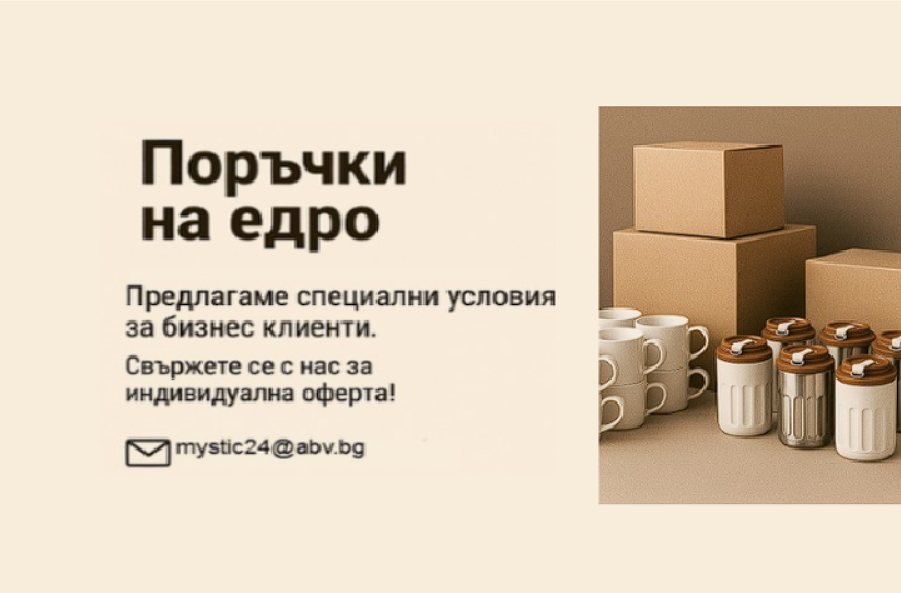 Поръчки
на едро
Предлагаме специални условия
за бизнес клиенти.
Свържете се с нас за
индивидуална оферта!
mystic24@abv.bg